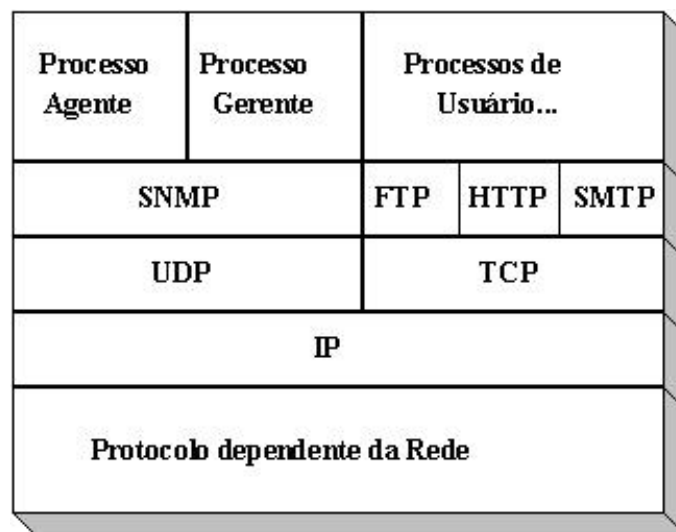 Processo
Agente
Processo
Gerente
Processos de
Usuário...
SNMP
FTP
HTTP
SMTP
UDP
TCP
IP
Protocolo dependente da Rede